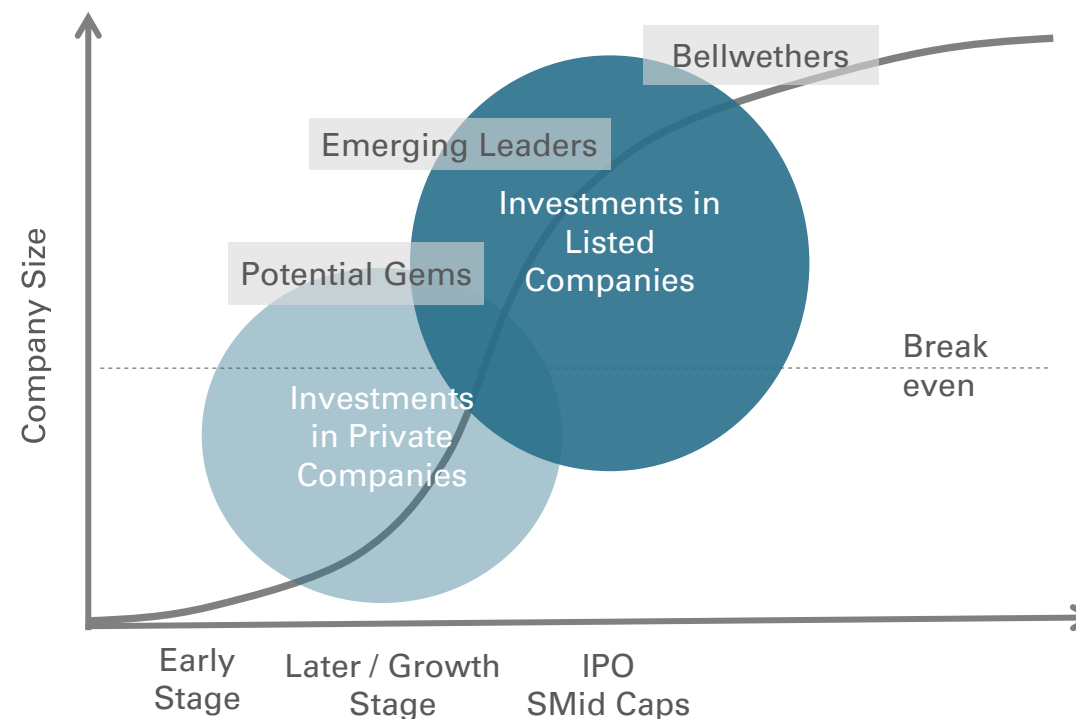 Bellwethers
Emerging Leaders
Investments in
Listed
Companies
Potential Gems
Company Size
Break
even
Investments
in Private
Companies
Early
Stage
Later / Growth
Stage
IPO
SMid Caps